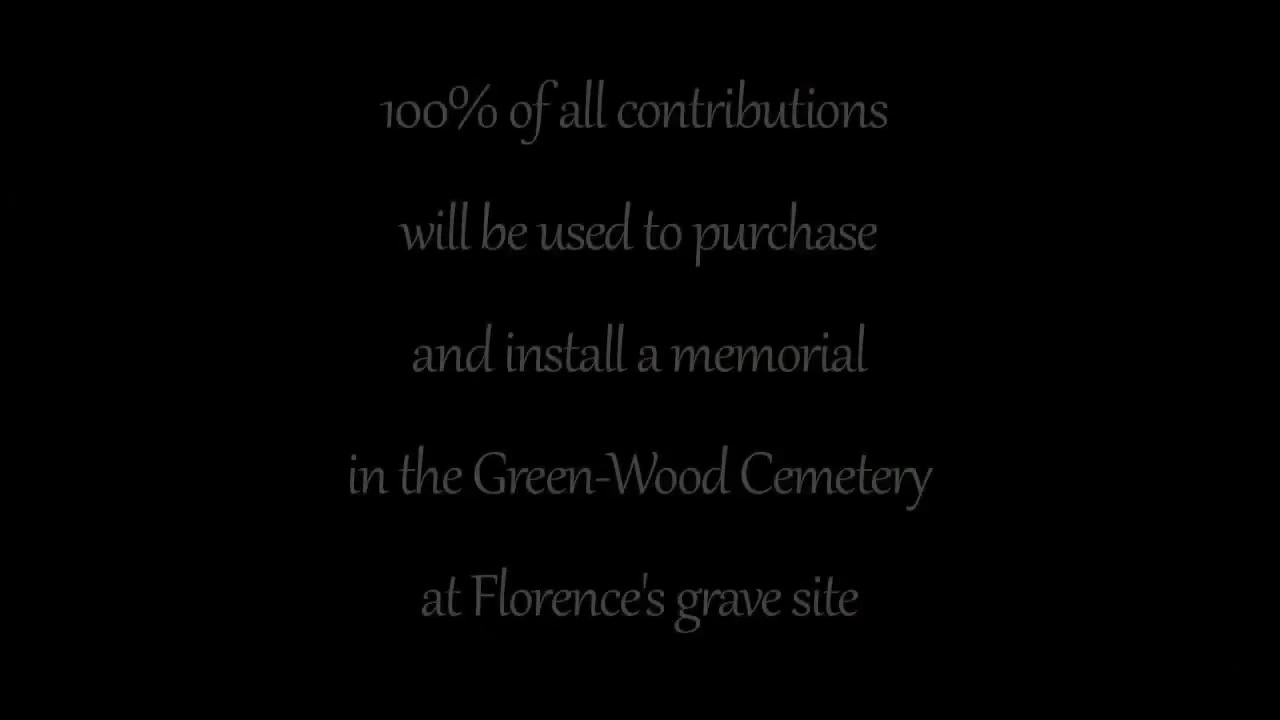 100% of all contributions
will be used to purchase
and install a memorial
in the Green-Wood Cemetery
at Florence's grave site